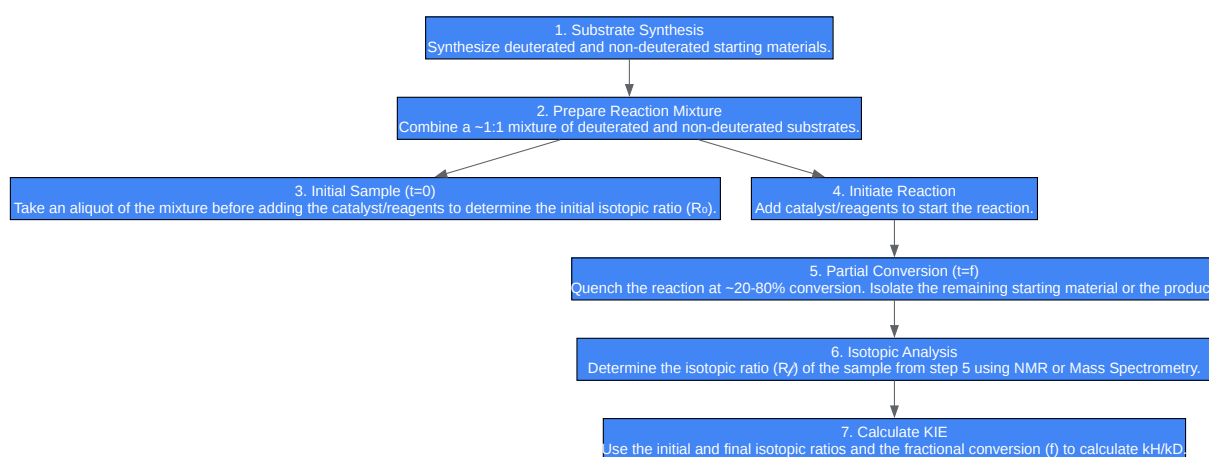 1. Substrate Synthesis
Synthesize deuterated and non-deuterated starting materials.
2. Prepare Reaction Mixture
Combine a ~1:1 mixture of deuterated and non-deuterated substrates.
3. Initial Sample (t=0)
Take an aliquot of the mixture before adding the catalyst/reagents to determine the initial isotopic ratio (R₀).
4. Initiate Reaction
Add catalyst/reagents to start the reaction.
5. Partial Conversion (t=f)
Quench the reaction at ~20-80% conversion. Isolate the remaining starting material or the produc
6. Isotopic Analysis
Determine the isotopic ratio (R𝒻) of the sample from step 5 using NMR or Mass Spectrometry.
7. Calculate KIE
Use the initial and final isotopic ratios and the fractional conversion (f) to calculate kH/kD.